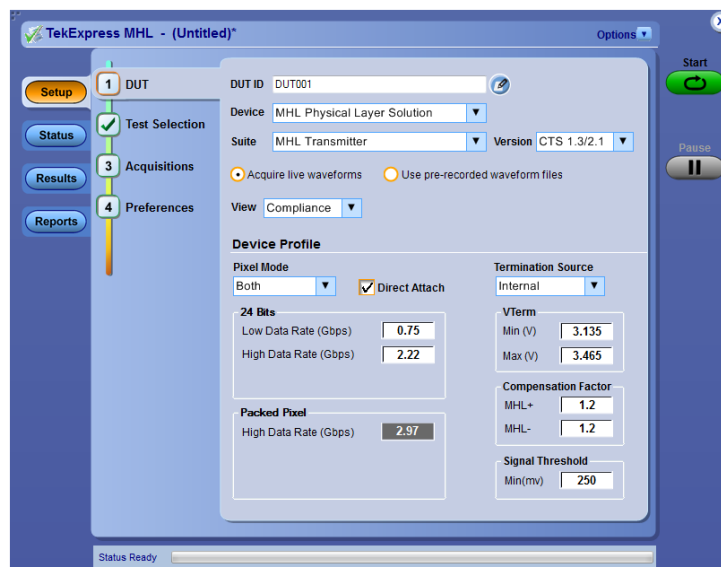 TekExpress MHL - (Untitled)*
Options
Start
Pause
Setup
Status
Results
Reports
1 DUT
Test Selection
3 Acquisitions
4 Preferences
DUT ID DUT001
Device MHL Physical Layer Solution
Suite MHL Transmitter Version CTS 1.3/2.1
Acquire live waveforms Use pre-recorded waveform files
View Compliance
Device Profile
Pixel Mode
Both
Direct Attach
Termination Source
Internal
24 Bits
Low Data Rate (Gbps) 0.75
High Data Rate (Gbps) 2.22
Packed Pixel
High Data Rate (Gbps) 2.97
VTerm
Min (V) 3.135
Max (V) 3.465
Compensation Factor
MHL+ 1.2
MHL- 1.2
Signal Threshold
Min(mv) 250
Status Ready